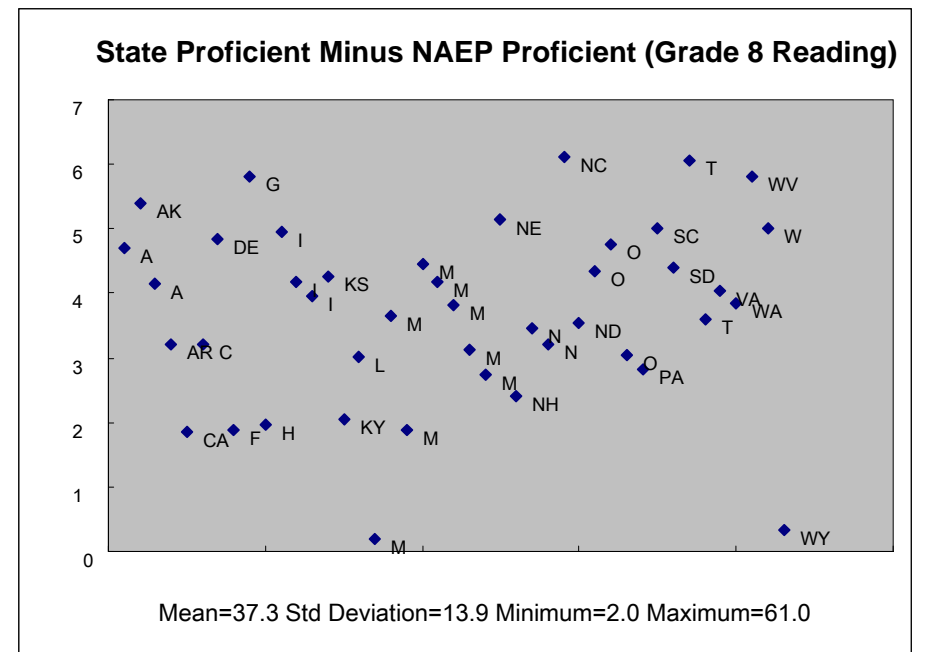 State Proficient Minus NAEP Proficient (Grade 8 Reading)
7
6
NC
T
G
WV
AK
5
NE
DE
I
SC
W
A
O
4
A
I
I
KS
M
M
M
M
O
SD
VA
WA
T
3
AR C
L
M
M
N
N
ND
O
PA
NH
2
CA
F
H
KY
M
1
0
M
WY
Mean=37.3 Std Deviation=13.9 Minimum=2.0 Maximum=61.0